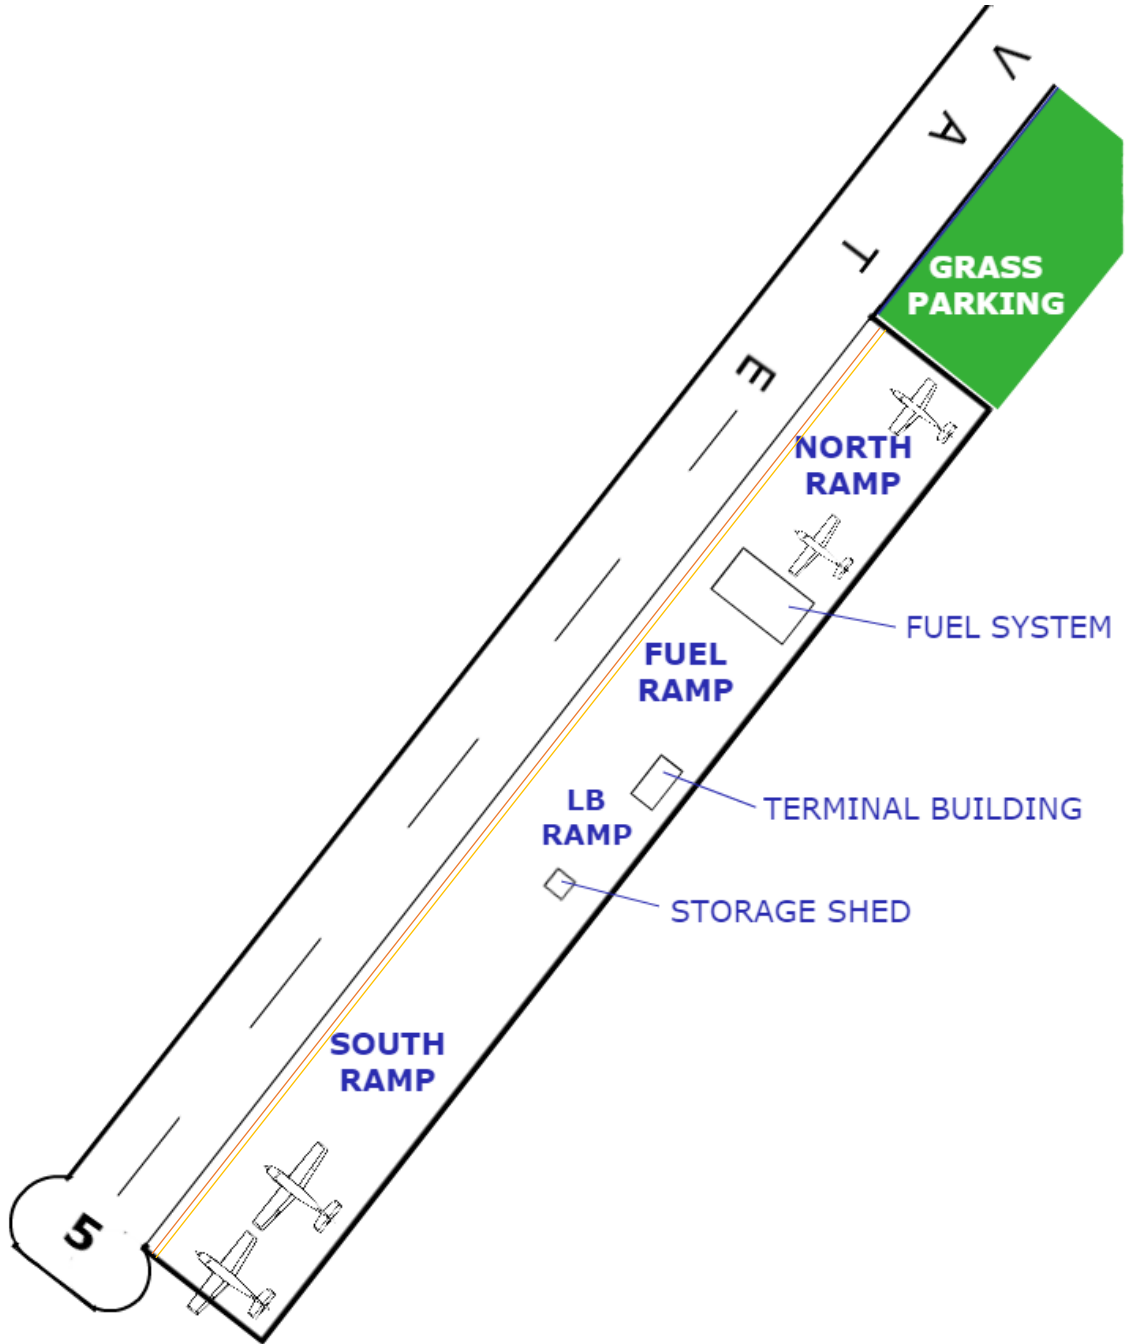 V
A
T
E
GRASS
PARKING
NORTH
RAMP
FUEL SYSTEM
FUEL
RAMP
LB
RAMP
TERMINAL BUILDING
STORAGE SHED
SOUTH
RAMP
5